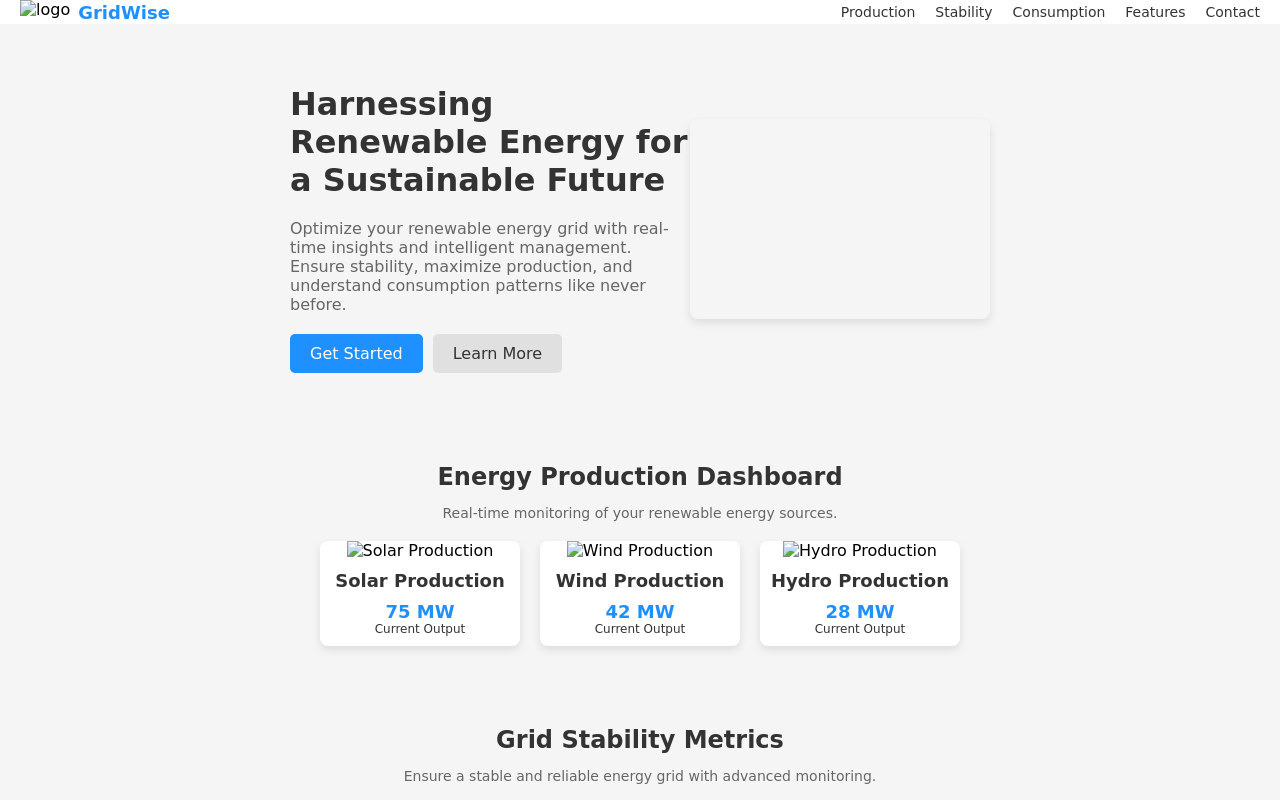 logo GridWise Production Stability Consumption Features Contact
Harnessing
Renewable Energy for
a Sustainable Future
Optimize your renewable energy grid with real-
time insights and intelligent management.
Ensure stability, maximize production, and
understand consumption patterns like never
before.
Get Started Learn More
Energy Production Dashboard
Real-time monitoring of your renewable energy sources.
Solar Production
Solar Production
75 MW
Current Output
Wind Production
Wind Production
42 MW
Current Output
Hydro Production
Hydro Production
28 MW
Current Output
Grid Stability Metrics
Ensure a stable and reliable energy grid with advanced monitoring.